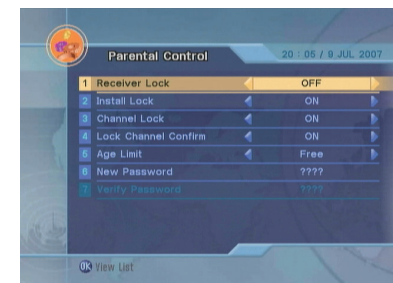 Parental Control 20 : 05 / 9 JUL 2007
1 Receiver Lock OFF
2 Install Lock ON
3 Channel Lock ON
4 Lock Channel Confirm ON
5 Age Limit Free
6 New Password ????
7 Verify Password ????
OK View List